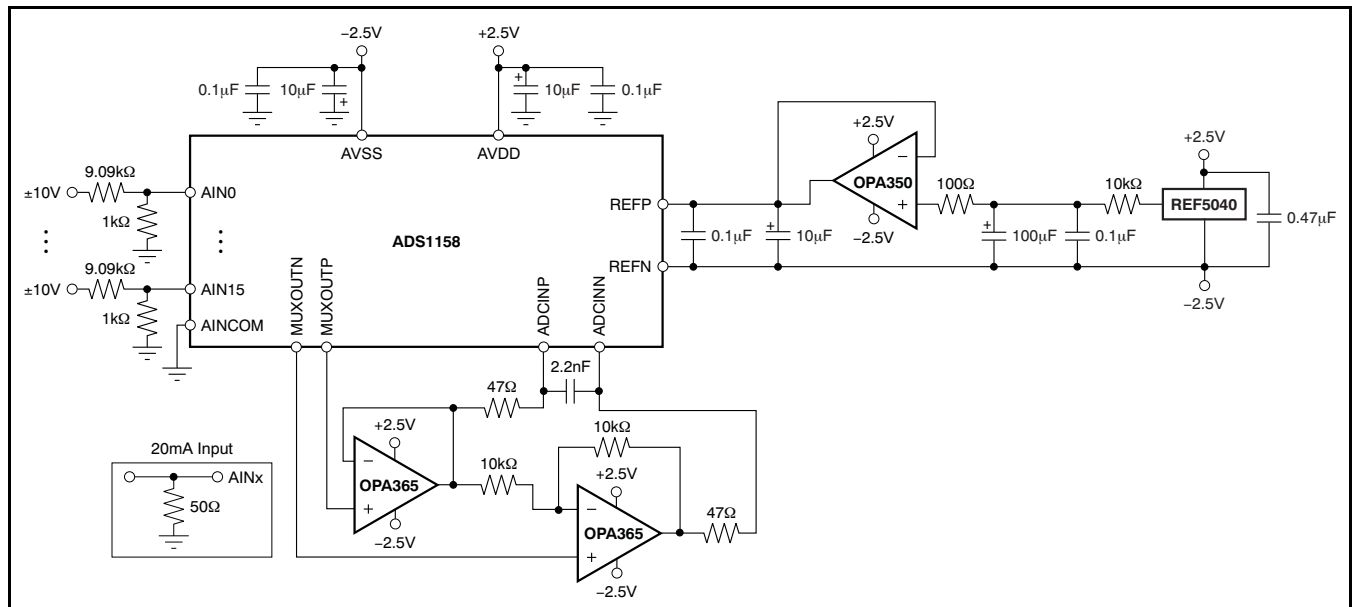 −2.5V
+2.5V
0.1μF
10μF
+
+
10μF
0.1μF
AVSS
AVDD
9.09kΩ
±10V
AIN0
1kΩ
⋮
⋮
9.09kΩ
±10V
AIN15
1kΩ
AINCOM
ADS1158
REFP
REFN
MUXOUTN
MUXOUTP
ADCINP
ADCINN
0.1μF
+
10μF
+2.5V
−
OPA350
+
−2.5V
100Ω
+
100μF
0.1μF
10kΩ
+2.5V
REF5040
0.47μF
−2.5V
2.2nF
47Ω
+2.5V
−
OPA365
+
−2.5V
10kΩ
10kΩ
+2.5V
−
OPA365
+
−2.5V
47Ω
20mA Input
AINx
50Ω